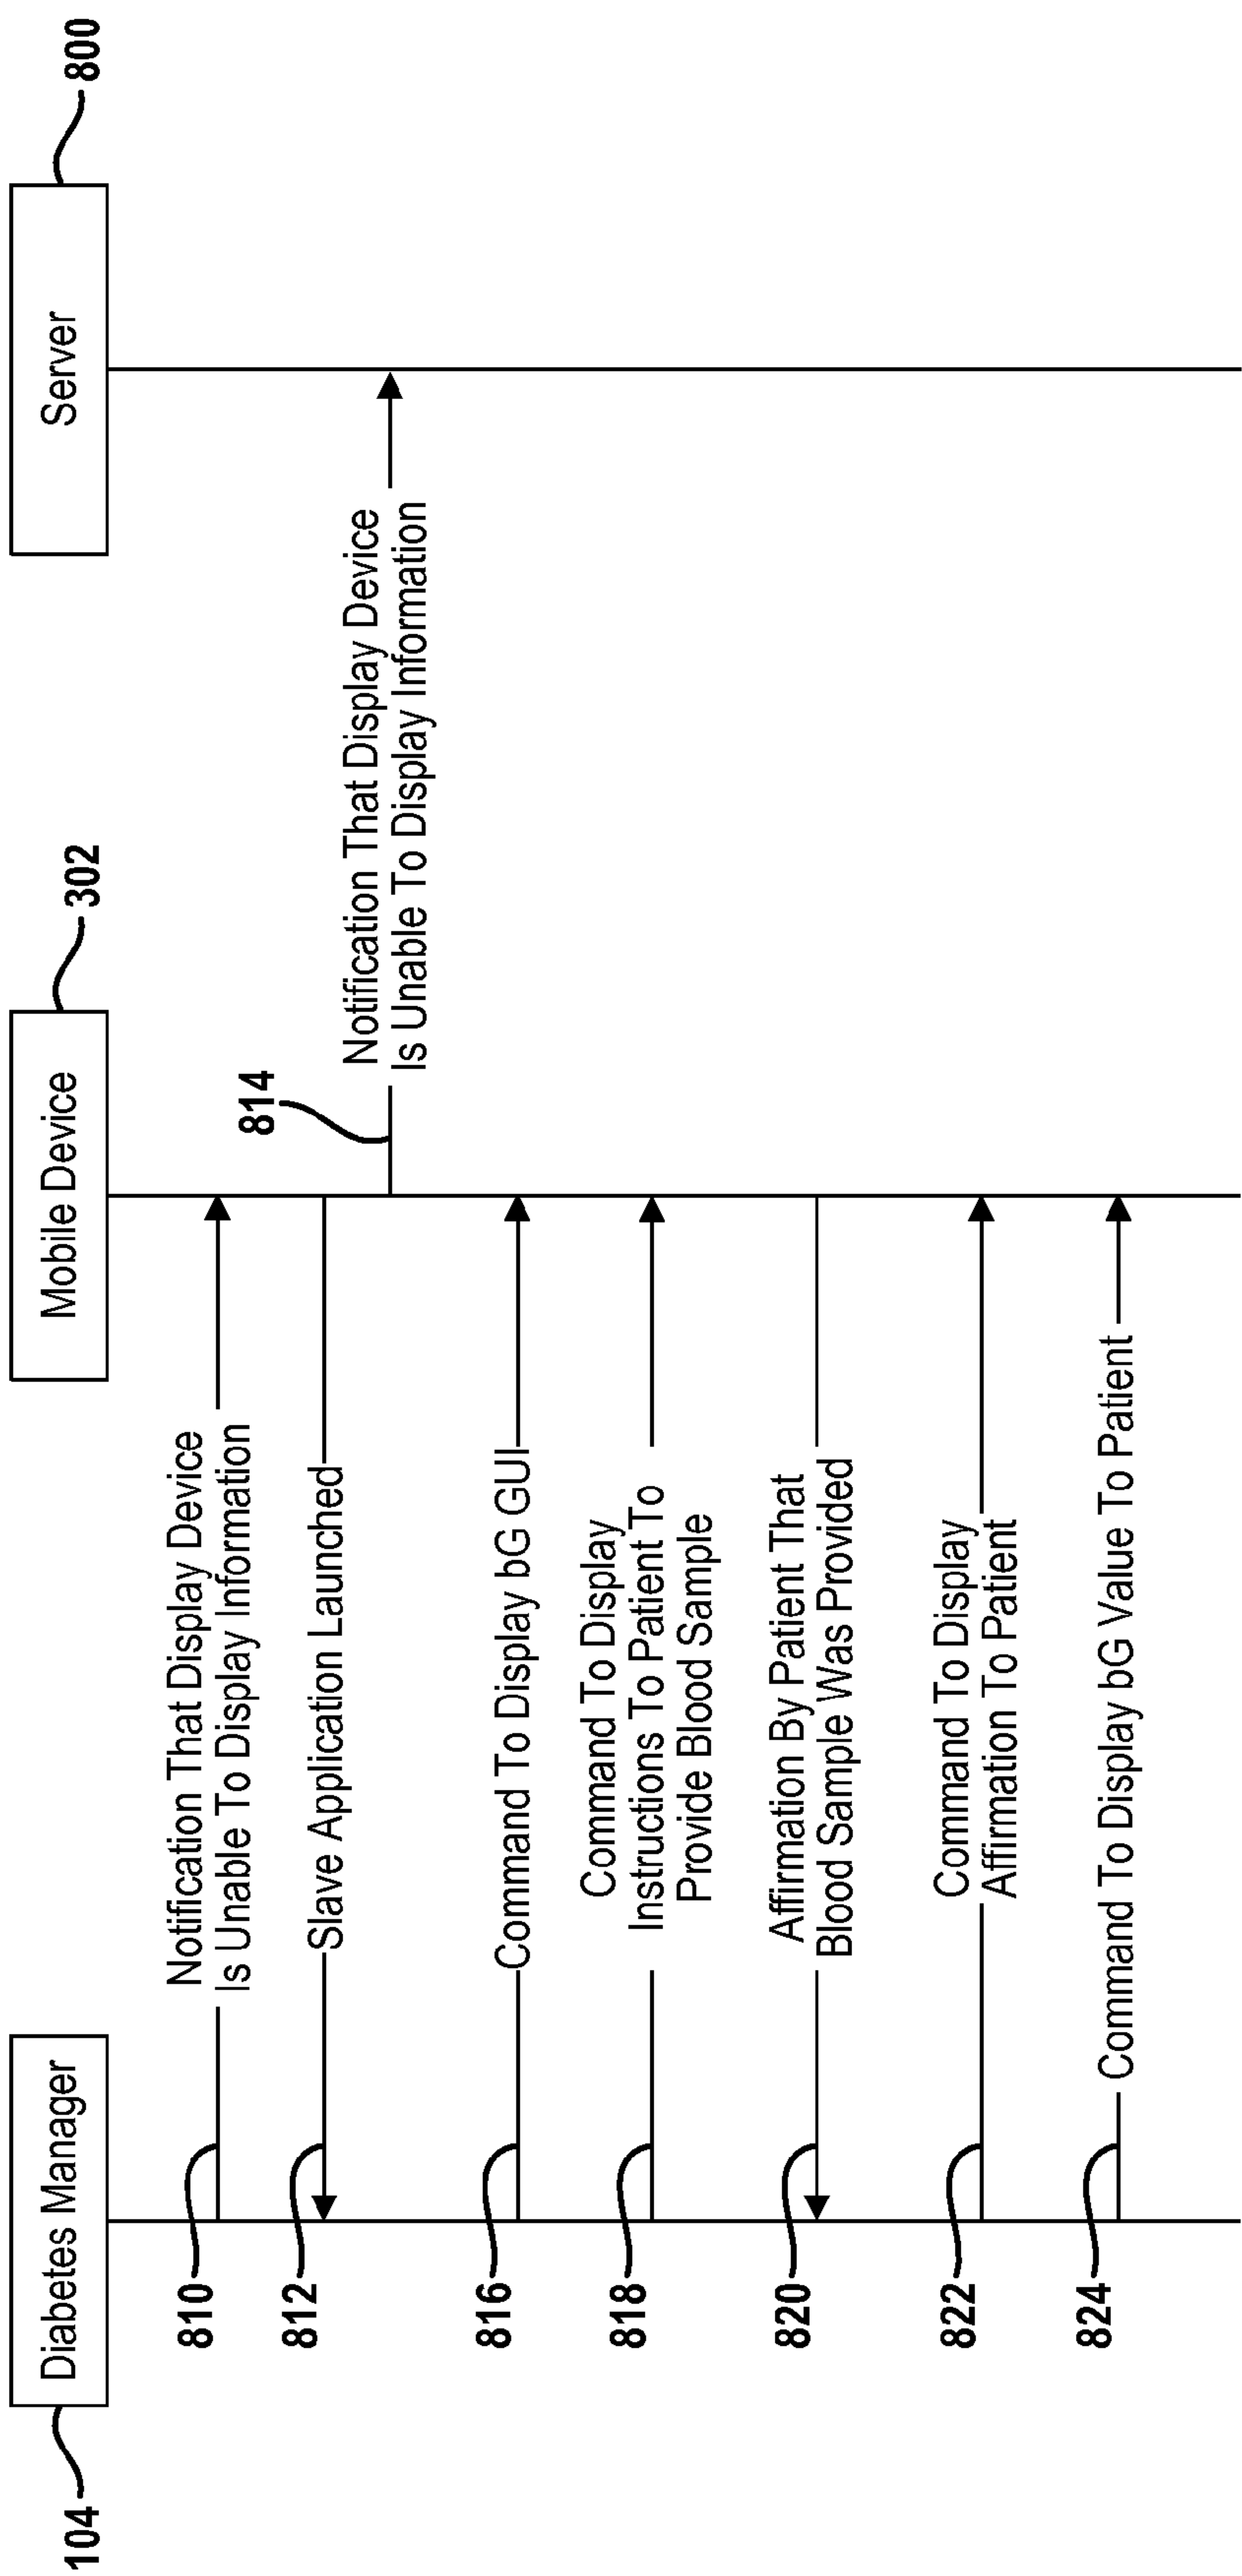 104
Diabetes Manager
Mobile Device
302
Server
800
810
Notification That Display Device
Is Unable To Display Information
812
Slave Application Launched
814
Notification That Display Device
Is Unable To Display Information
816
Command To Display bG GUI
818
Command To Display
Instructions To Patient To
Provide Blood Sample
820
Affirmation By Patient That
Blood Sample Was Provided
822
Command To Display
Affirmation To Patient
824
Command To Display bG Value To Patient